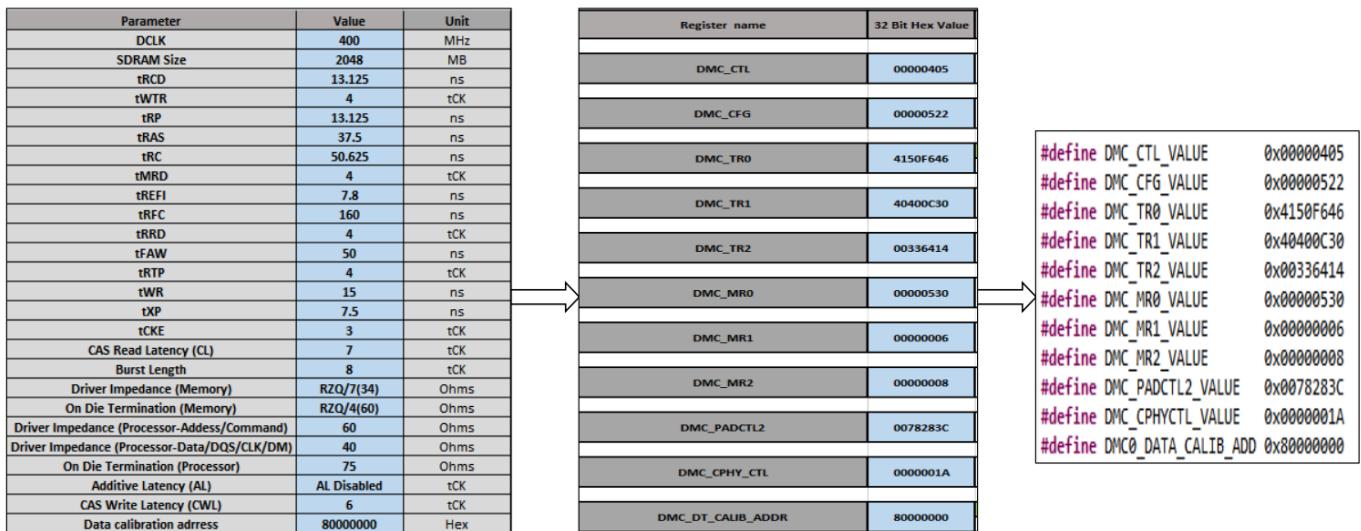 Parameter Value Unit
DCLK 400 MHz
SDRAM Size 2048 MB
tRCD 13.125 ns
tWTR 4 tCK
tRP 13.125 ns
tRAS 37.5 ns
tRC 50.625 ns
tMRD 4 tCK
tREFI 7.8 ns
tRFC 160 ns
tRRD 4 tCK
tFAW 50 ns
tRTP 4 tCK
tWR 15 ns
tXP 7.5 ns
tCKE 3 tCK
CAS Read Latency (CL) 7 tCK
Burst Length 8 tCK
Driver Impedance (Memory) RZQ/7(34) Ohms
On Die Termination (Memory) RZQ/4(60) Ohms
Driver Impedance (Processor-Addess/Command) 60 Ohms
Driver Impedance (Processor-Data/DQS/CLK/DM) 40 Ohms
On Die Termination (Processor) 75 Ohms
Additive Latency (AL) AL Disabled tCK
CAS Write Latency (CWL) 6 tCK
Data calibration adrress 80000000 Hex
Register name 32 Bit Hex Value
DMC_CTL 00000405
DMC_CFG 00000522
DMC_TR0 4150F646
DMC_TR1 40400C30
DMC_TR2 00336414
DMC_MR0 00000530
DMC_MR1 00000006
DMC_MR2 00000008
DMC_PADCTL2 0078283C
DMC_CPHY_CTL 0000001A
DMC_DT_CALIB_ADDR 80000000
#define DMC_CTL_VALUE 0x00000405
#define DMC_CFG_VALUE 0x00000522
#define DMC_TR0_VALUE 0x4150F646
#define DMC_TR1_VALUE 0x40400C30
#define DMC_TR2_VALUE 0x00336414
#define DMC_MR0_VALUE 0x00000530
#define DMC_MR1_VALUE 0x00000006
#define DMC_MR2_VALUE 0x00000008
#define DMC_PADCTL2_VALUE 0x0078283C
#define DMC_CPHYCTL_VALUE 0x0000001A
#define DMC0_DATA_CALIB_ADD 0x80000000